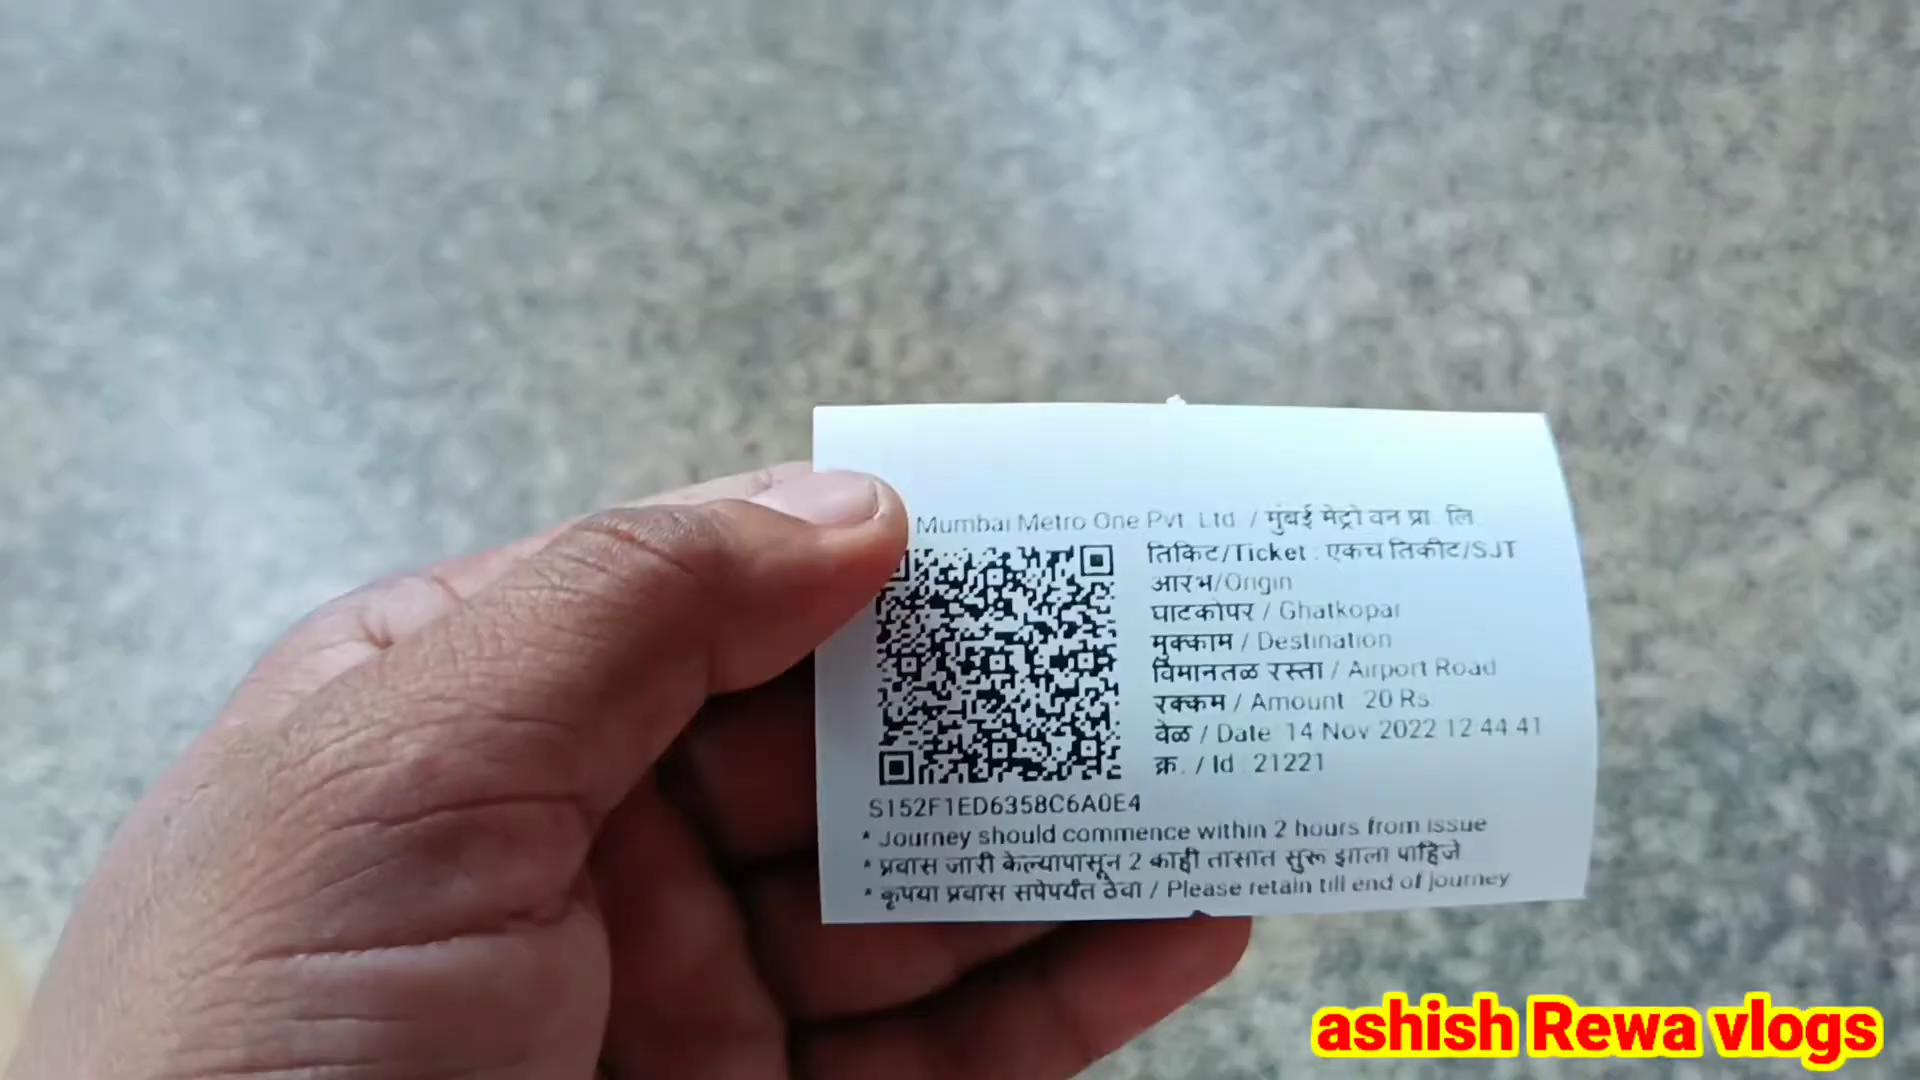 Mumbai Metro One Pvt. Ltd. / मुंबई मेट्रो वन प्रा. लि.
तिकिट/Ticket : एकच तिकीट/SJT
आरंभ/Origin
घाटकोपर / Ghatkopar
मुक्काम / Destination
विमानतळ रस्ता / Airport Road
रक्कम / Amount : 20 Rs.
वेळ / Date: 14 Nov 2022 12:44:41
क्र. / Id : 21221
S152F1ED6358C6A0E4
* Journey should commence within 2 hours from issue
* प्रवास जारी केल्यापासून 2 काही तासात सुरू झाला पाहिजे
* कृपया प्रवास संपेपर्यंत ठेवा / Please retain till end of journey
ashish Rewa vlogs